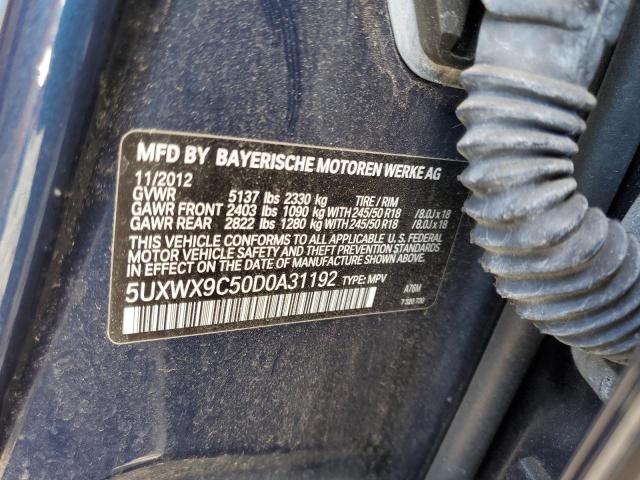 MFD BY BAYERISCHE MOTOREN WERKE AG
11/2012
GVWR 5137 lbs 2330 kg TIRE / RIM
GAWR FRONT 2403 lbs 1090 kg WITH 245/50 R18 / 8.0J x 18
GAWR REAR 2822 lbs 1280 kg WITH 245/50 R18 / 8.0J x 18
THIS VEHICLE CONFORMS TO ALL APPLICABLE U. S. FEDERAL
MOTOR VEHICLE SAFETY AND THEFT PREVENTION STANDARDS
IN EFFECT ON THE DATE OF MANUFACTURE SHOWN ABOVE.
5UXWX9C50D0A31192 TYPE: MPV
A76M
7 320 730